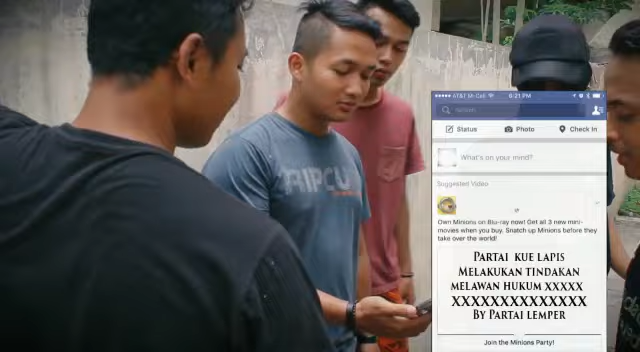 RIPCU
AT&T M-Cell 6:21 PM
Status Photo Check In
What's on your mind?
Suggested Video
Own Minions on Blu-ray now! Get all 3 new mini-
movies when you buy. Snatch up Minions before they
take over the world!
PARTAI KUE LAPIS
MELAKUKAN TINDAKAN
MELAWAN HUKUM XXXXX
XXXXXXXXXXXXXX
BY PARTAI LEMPER
Join the Minions Party!